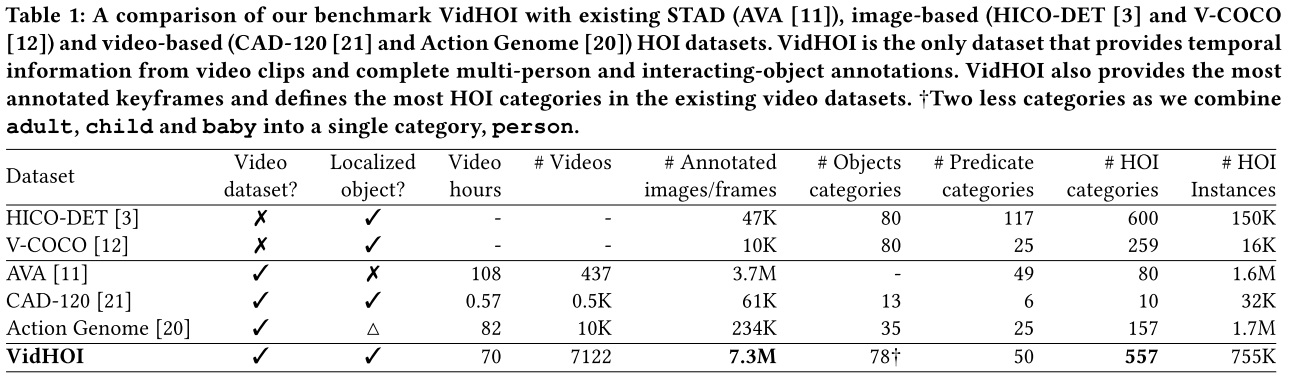 Table 1: A comparison of our benchmark VidHOI with existing STAD (AVA [11]), image-based (HICO-DET [3] and V-COCO
[12]) and video-based (CAD-120 [21] and Action Genome [20]) HOI datasets. VidHOI is the only dataset that provides temporal
information from video clips and complete multi-person and interacting-object annotations. VidHOI also provides the most
annotated keyframes and defines the most HOI categories in the existing video datasets. †Two less categories as we combine
adult, child and baby into a single category, person.
Dataset Video dataset? Localized object? Video hours # Videos # Annotated images/frames # Objects categories # Predicate categories # HOI categories # HOI Instances
HICO-DET [3] ✗ ✓ - - 47K 80 117 600 150K
V-COCO [12] ✗ ✓ - - 10K 80 25 259 16K
AVA [11] ✓ ✗ 108 437 3.7M - 49 80 1.6M
CAD-120 [21] ✓ ✓ 0.57 0.5K 61K 13 6 10 32K
Action Genome [20] ✓ △ 82 10K 234K 35 25 157 1.7M
VidHOI ✓ ✓ 70 7122 7.3M 78† 50 557 755K